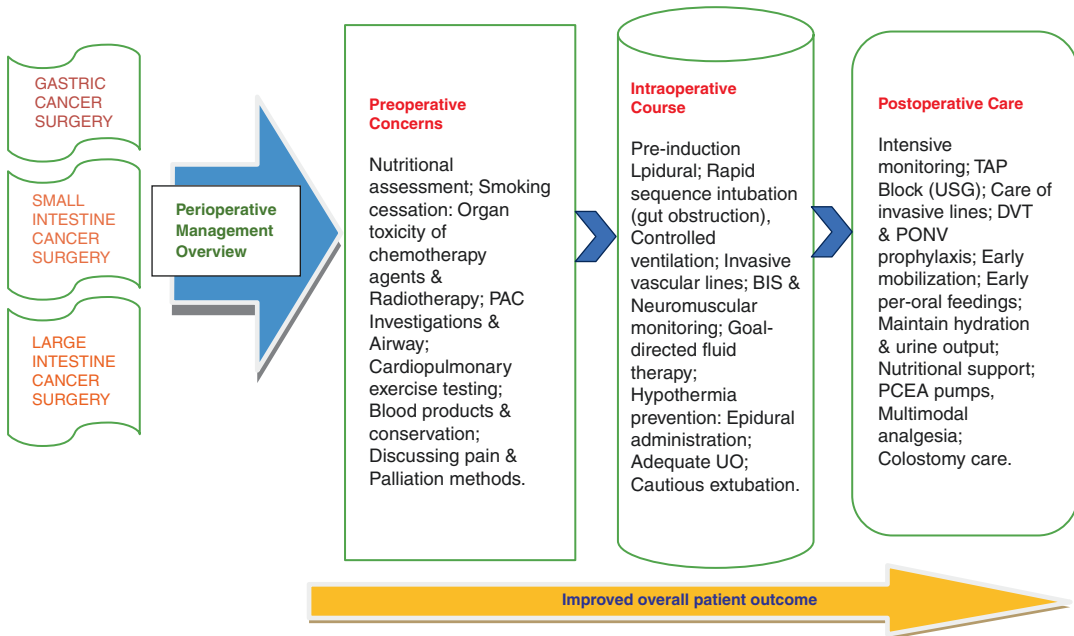 GASTRIC
CANCER
SURGERY
SMALL
INTESTINE
CANCER
SURGERY
LARGE
INTESTINE
CANCER
SURGERY
Perioperative
Management
Overview
Preoperative
Concerns
Nutritional
assessment; Smoking
cessation: Organ
toxicity of
chemotherapy
agents &
Radiotherapy; PAC
Investigations &
Airway;
Cardiopulmonary
exercise testing;
Blood products &
conservation;
Discussing pain &
Palliation methods.
Intraoperative
Course
Pre-induction
Lpidural; Rapid
sequence intubation
(gut obstruction),
Controlled
ventilation; Invasive
vascular lines; BIS &
Neuromuscular
monitoring; Goal-
directed fluid
therapy;
Hypothermia
prevention: Epidural
administration;
Adequate UO;
Cautious extubation.
Postoperative Care
Intensive
monitoring; TAP
Block (USG); Care of
invasive lines; DVT
& PONV
prophylaxis; Early
mobilization; Early
per-oral feedings;
Maintain hydration
& urine output;
Nutritional support;
PCEA pumps,
Multimodal
analgesia;
Colostomy care.
Improved overall patient outcome